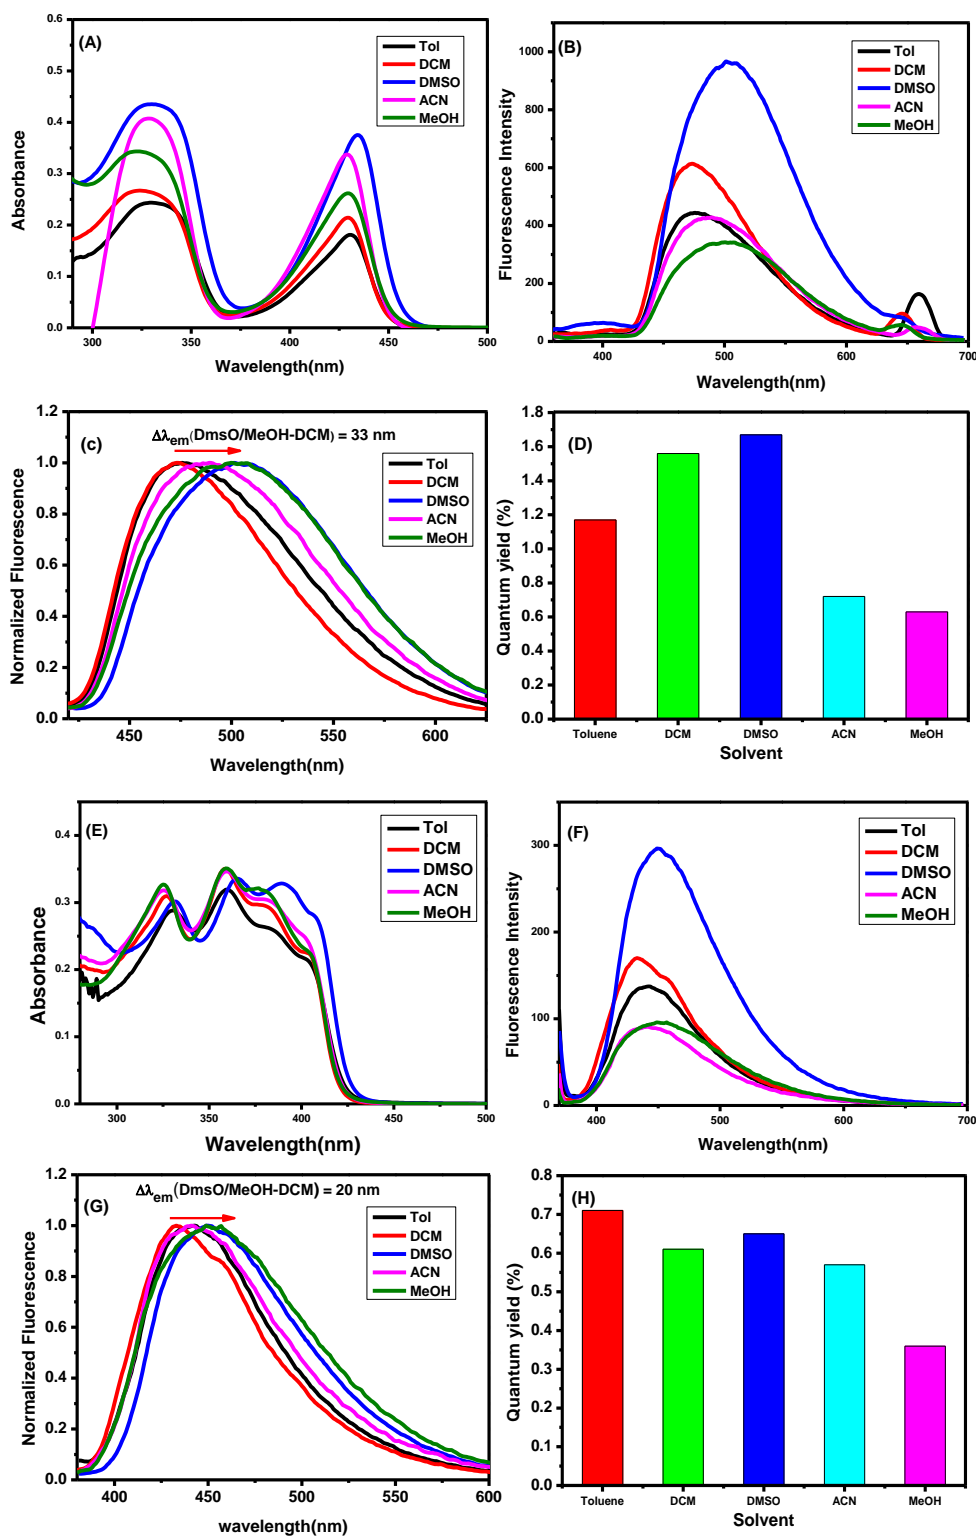 (A)
Tol
DCM
DMSO
ACN
MeOH
Absorbance
0.6
0.5
0.4
0.3
0.2
0.1
0.0
300 350 400 450 500
Wavelength(nm)
(B)
Tol
DCM
DMSO
ACN
MeOH
Fluorescence Intensity
1000
800
600
400
200
0
400 500 600 700
Wavelength(nm)
(c)
Δλem(DmsO/MeOH-DCM) = 33 nm
Tol
DCM
DMSO
ACN
MeOH
Normalized Fluorescence
1.2
1.0
0.8
0.6
0.4
0.2
0.0
450 500 550 600
Wavelength(nm)
(D)
Quantum yield (%)
1.8
1.6
1.4
1.2
1.0
0.8
0.6
0.4
0.2
0.0
Toluene DCM DMSO ACN MeOH
Solvent
(E)
Tol
DCM
DMSO
ACN
MeOH
Absorbance
0.4
0.3
0.2
0.1
0.0
300 350 400 450 500
Wavelength(nm)
(F)
Tol
DCM
DMSO
ACN
MeOH
Fluorescence Intensity
300
200
100
0
400 500 600 700
Wavelength(nm)
(G)
Δλem(DmsO/MeOH-DCM) = 20 nm
Tol
DCM
DMSO
ACN
MeOH
Normalized Fluorescence
1.2
1.0
0.8
0.6
0.4
0.2
0.0
400 450 500 550 600
wavelength(nm)
(H)
Quantum yield (%)
0.8
0.7
0.6
0.5
0.4
0.3
0.2
0.1
0.0
Toluene DCM DMSO ACN MeOH
Solvent